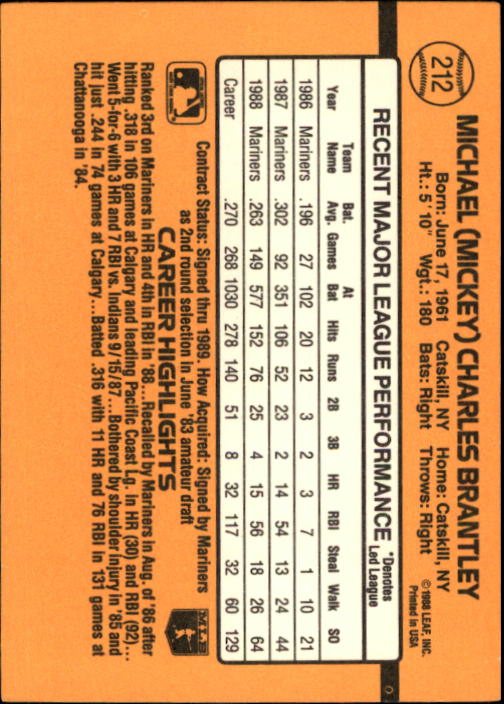 212
MICHAEL (MICKEY) CHARLES BRANTLEY
Born: June 17, 1961 Catskill, NY Home: Catskill, NY
Ht.: 5' 10" Wgt.: 180 Bats: Right Throws: Right
©1988 LEAF, INC.
Printed in USA
RECENT MAJOR LEAGUE PERFORMANCE *Denotes Led League
Year Team Name Bat. Avg. Games At Bat Hits Runs 2B 3B HR RBI Steal Walk SO
1986 Mariners .196 27 102 20 12 3 2 3 7 1 10 21
1987 Mariners .302 92 351 106 52 23 2 14 54 13 24 44
1988 Mariners .263 149 577 152 76 25 4 15 56 18 26 64
Career .270 268 1030 278 140 51 8 32 117 32 60 129
Contract Status: Signed thru 1989. How Acquired: Signed by Mariners
as 2nd round selection in June '83 amateur draft
CAREER HIGHLIGHTS
MLB
Ranked 3rd on Mariners in HR and 4th in RBI in '88...Recalled by Mariners in Aug. of '86 after
hitting .318 in 106 games at Calgary and leading Pacific Coast Lg. in HR (30) and RBI (92)...
Went 5-for-6 with 3 HR and 7 RBI vs. Indians 9/15/87...Bothered by shoulder injury in '85 and
hit just .244 in 74 games at Calgary...Batted .316 with 11 HR and 76 RBI in 131 games at
Chattanooga in '84.